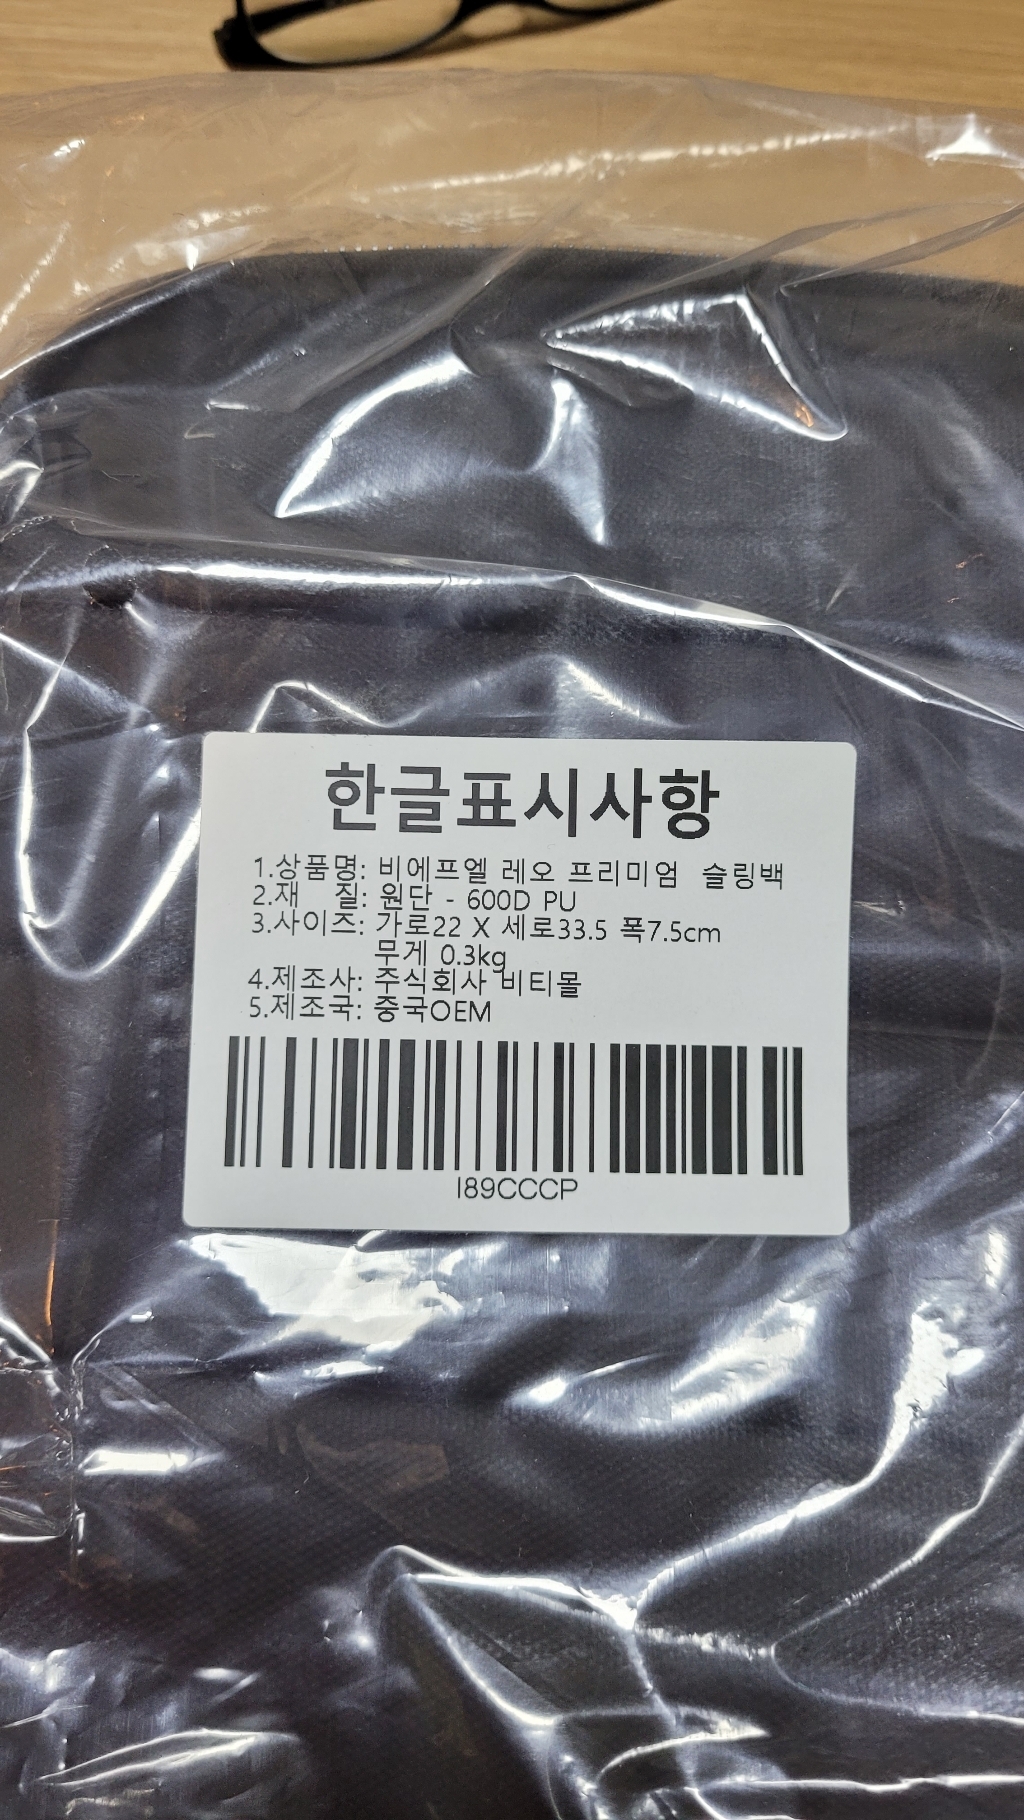 한글표시사항
1.상품명: 비에프엘 레오 프리미엄 슬링백
2.재 질: 원단 - 600D PU
3.사이즈: 가로22 X 세로33.5 폭7.5cm
무게 0.3kg
4.제조사: 주식회사 비티몰
5.제조국: 중국OEM
I89CCCP